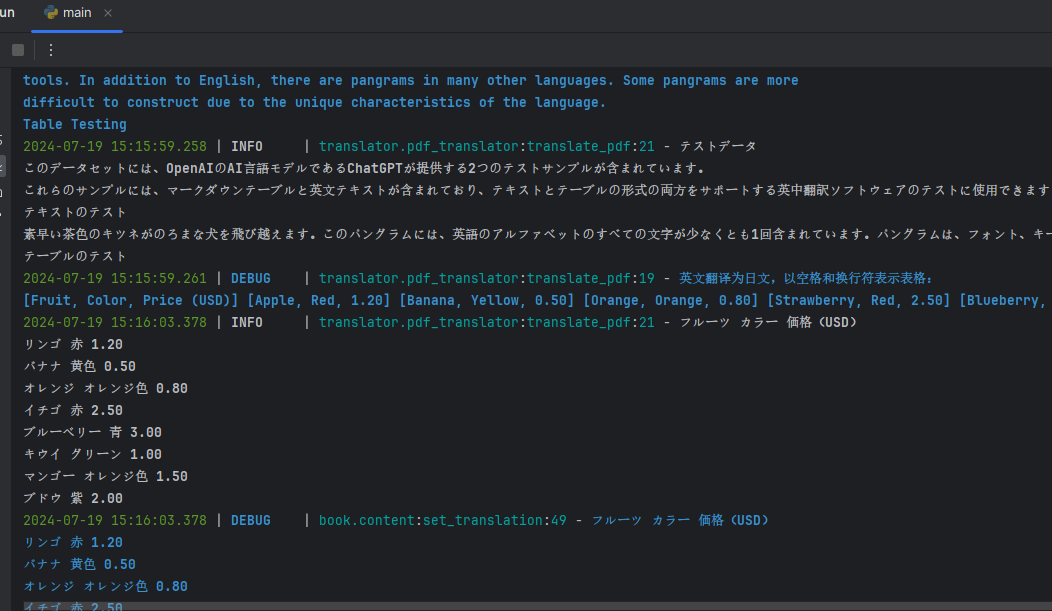 un
main
tools. In addition to English, there are pangrams in many other languages. Some pangrams are more
difficult to construct due to the unique characteristics of the language.
Table Testing
2024-07-19 15:15:59.258 | INFO | translator.pdf_translator:translate_pdf:21 - テストデータ
このデータセットには、OpenAIのAI言語モデルであるChatGPTが提供する2つのテストサンプルが含まれています。
これらのサンプルには、マークダウンテーブルと英文テキストが含まれており、テキストとテーブルの形式の両方をサポートする英中翻訳ソフトウェアのテストに使用できます
テキストのテスト
素早い茶色のキツネがのろまな犬を飛び越えます。このパングラムには、英語のアルファベットのすべての文字が少なくとも1回含まれています。パングラムは、フォント、キー
テーブルのテスト
2024-07-19 15:15:59.261 | DEBUG | translator.pdf_translator:translate_pdf:19 - 英文翻译为日文，以空格和换行符表示表格：
[Fruit, Color, Price (USD)] [Apple, Red, 1.20] [Banana, Yellow, 0.50] [Orange, Orange, 0.80] [Strawberry, Red, 2.50] [Blueberry,
2024-07-19 15:16:03.378 | INFO | translator.pdf_translator:translate_pdf:21 - フルーツ カラー 価格（USD）
リンゴ 赤 1.20
バナナ 黄色 0.50
オレンジ オレンジ色 0.80
イチゴ 赤 2.50
ブルーベリー 青 3.00
キウイ グリーン 1.00
マンゴー オレンジ色 1.50
ブドウ 紫 2.00
2024-07-19 15:16:03.378 | DEBUG | book.content:set_translation:49 - フルーツ カラー 価格（USD）
リンゴ 赤 1.20
バナナ 黄色 0.50
オレンジ オレンジ色 0.80
イチゴ 赤 2.50